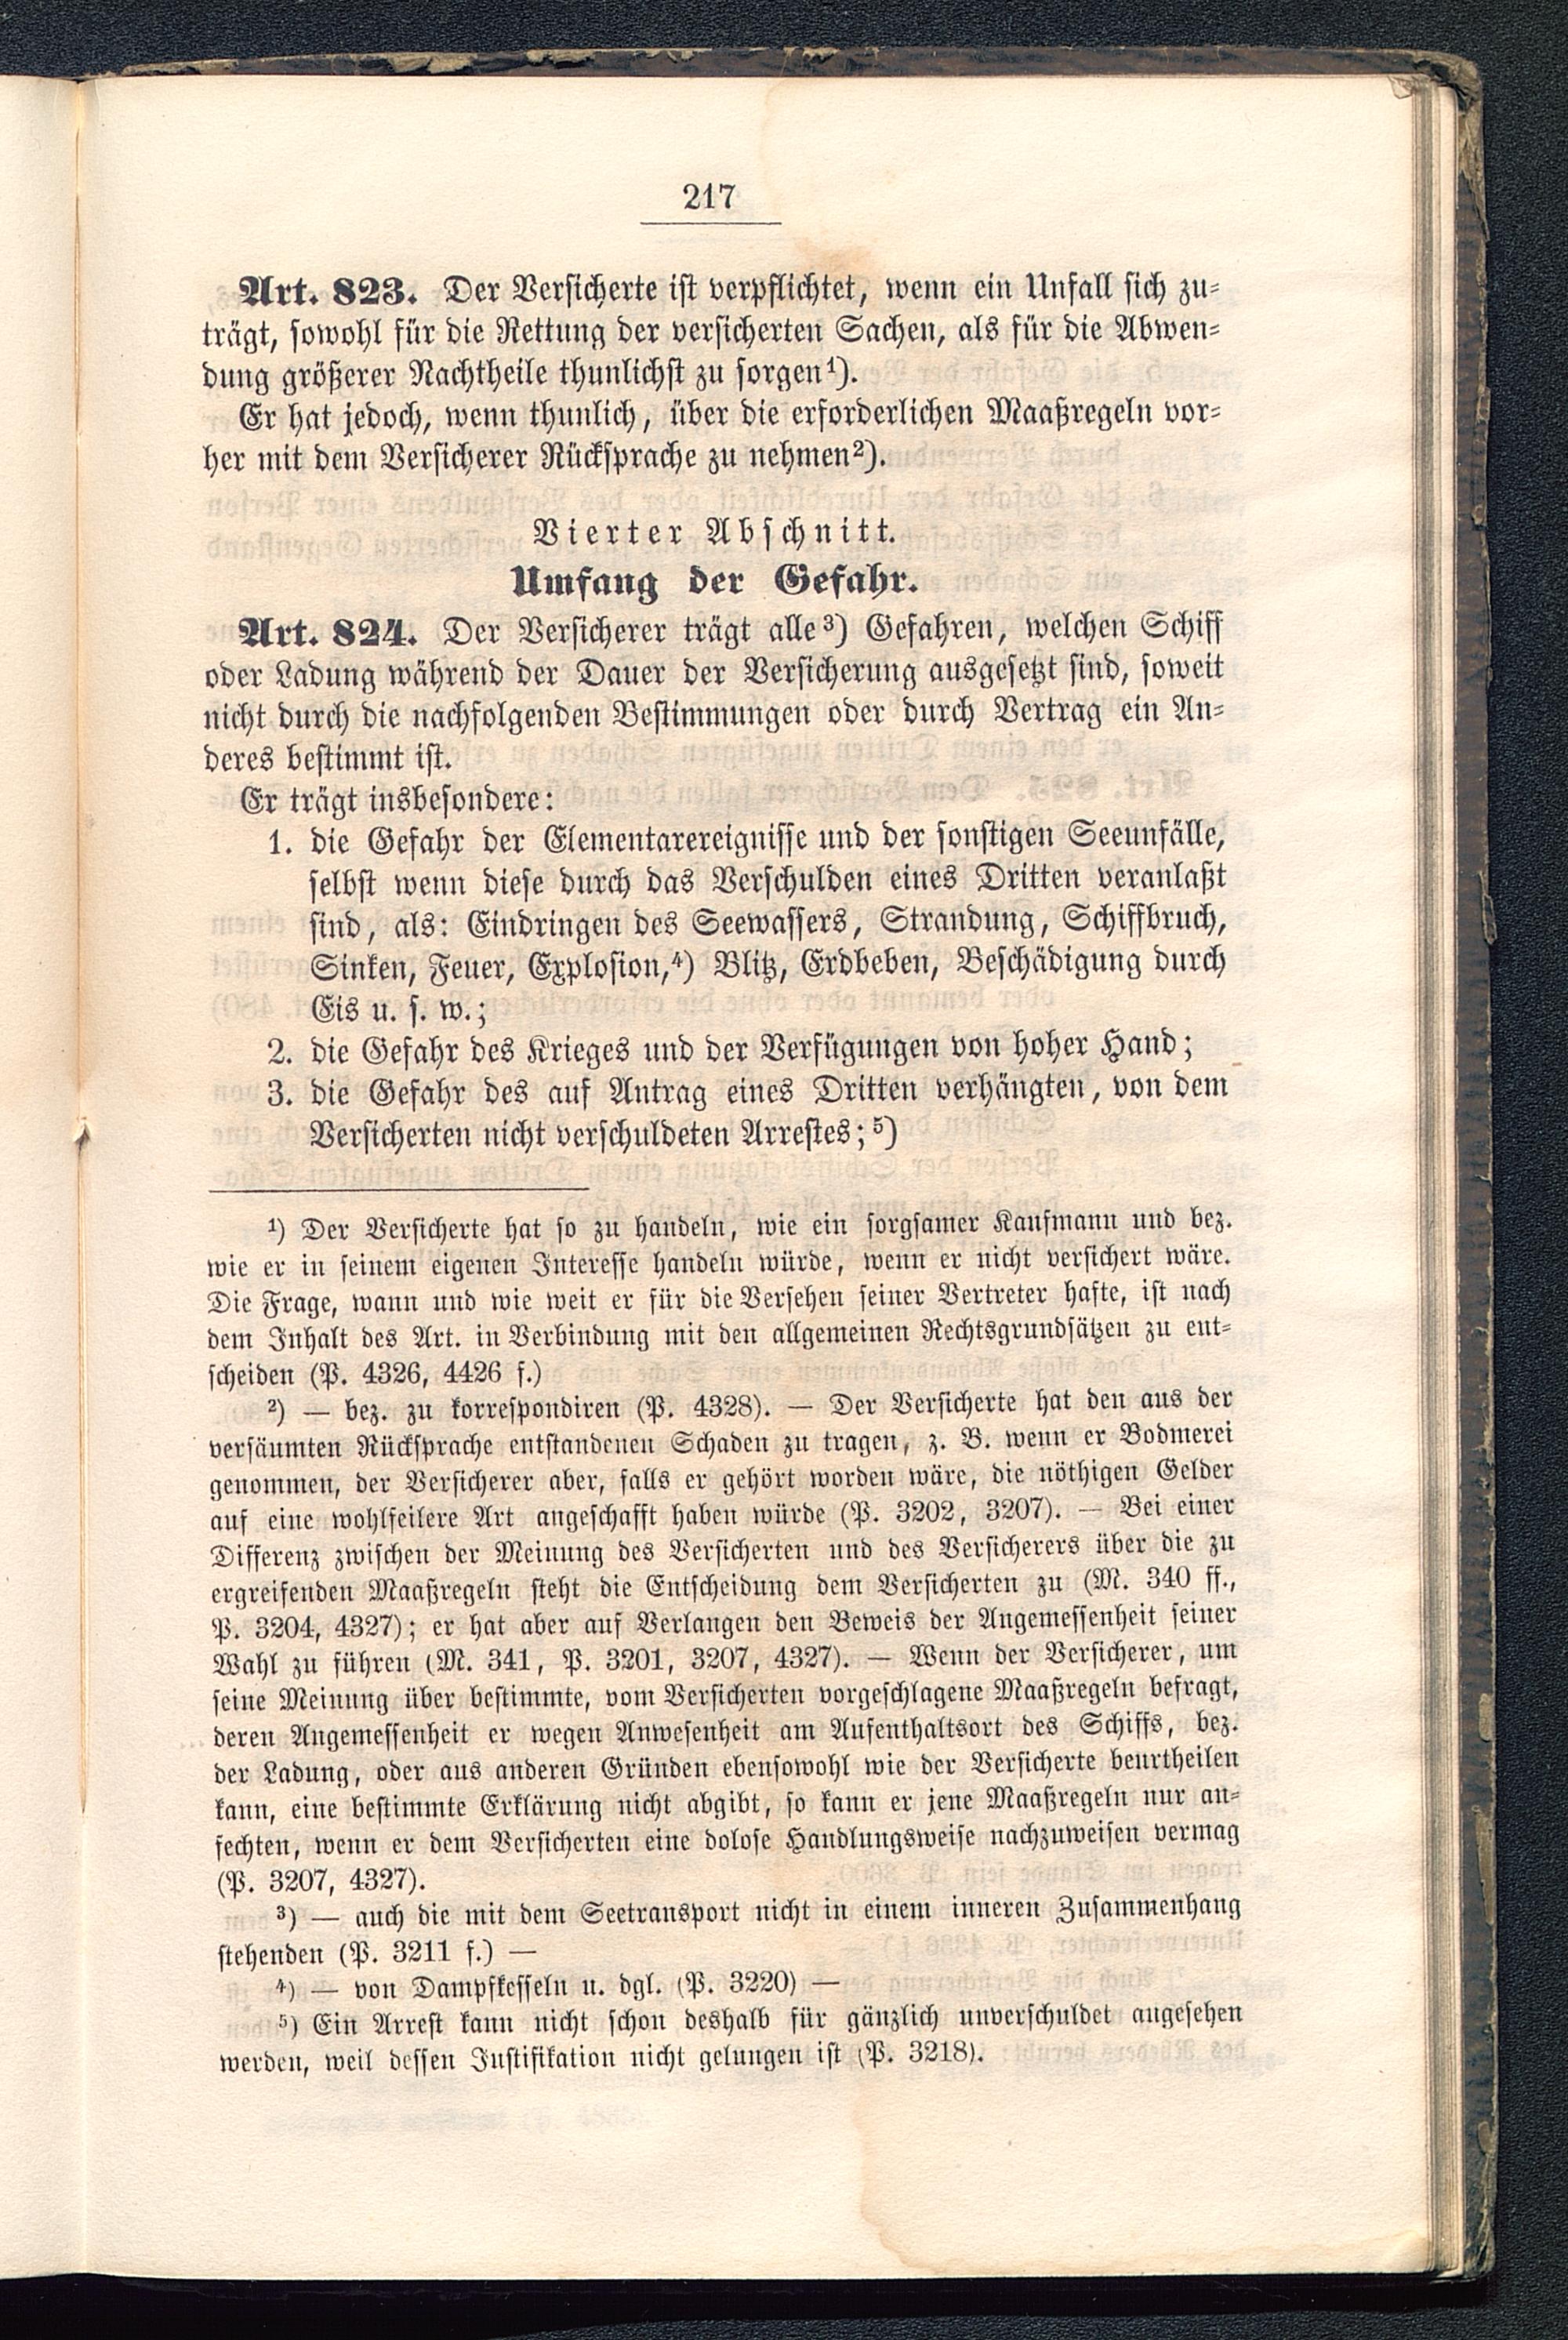 217
Art. 823. Der Versicherte ist verpflichtet, wenn ein Unfall sich zu-
trägt, sowohl für die Rettung der versicherten Sachen, als für die Abwen-
dung größerer Nachtheile thunlichst zu sorgen¹).
Er hat jedoch, wenn thunlich, über die erforderlichen Maaßregeln vor-
her mit dem Versicherer Rücksprache zu nehmen²).
Vierter Abschnitt.
Umfang der Gefahr.
Art. 824. Der Versicherer trägt alle³) Gefahren, welchen Schiff
oder Ladung während der Dauer der Versicherung ausgesetzt sind, soweit
nicht durch die nachfolgenden Bestimmungen oder durch Vertrag ein An-
deres bestimmt ist.
Er trägt insbesondere:
1. die Gefahr der Elementarereignisse und der sonstigen Seeunfälle,
selbst wenn diese durch das Verschulden eines Dritten veranlaßt
sind, als: Eindringen des Seewassers, Strandung, Schiffbruch,
Sinken, Feuer, Explosion,⁴) Blitz, Erdbeben, Beschädigung durch
Eis u. s. w.;
2. die Gefahr des Krieges und der Verfügungen von hoher Hand;
3. die Gefahr des auf Antrag eines Dritten verhängten, von dem
Versicherten nicht verschuldeten Arrestes;⁵)
¹) Der Versicherte hat so zu handeln, wie ein sorgsamer Kaufmann und bez.
wie er in seinem eigenen Interesse handeln würde, wenn er nicht versichert wäre.
Die Frage, wann und wie weit er für die Versehen seiner Vertreter hafte, ist nach
dem Inhalt des Art. in Verbindung mit den allgemeinen Rechtsgrundsätzen zu ent-
scheiden (P. 4326, 4426 f.)
²) — bez. zu korrespondiren (P. 4328). — Der Versicherte hat den aus der
versäumten Rücksprache entstandenen Schaden zu tragen, z. B. wenn er Bodmerei
genommen, der Versicherer aber, falls er gehört worden wäre, die nöthigen Gelder
auf eine wohlfeilere Art angeschafft haben würde (P. 3202, 3207). — Bei einer
Differenz zwischen der Meinung des Versicherten und des Versicherers über die zu
ergreifenden Maaßregeln steht die Entscheidung dem Versicherten zu (M. 340 ff.,
P. 3204, 4327); er hat aber auf Verlangen den Beweis der Angemessenheit seiner
Wahl zu führen (M. 341, P. 3201, 3207, 4327). — Wenn der Versicherer, um
seine Meinung über bestimmte, vom Versicherten vorgeschlagene Maaßregeln befragt,
deren Angemessenheit er wegen Anwesenheit am Aufenthaltsort des Schiffs, bez.
der Ladung, oder aus anderen Gründen ebensowohl wie der Versicherte beurtheilen
kann, eine bestimmte Erklärung nicht abgibt, so kann er jene Maaßregeln nur an-
fechten, wenn er dem Versicherten eine dolose Handlungsweise nachzuweisen vermag
(P. 3207, 4327).
³) — auch die mit dem Seetransport nicht in einem inneren Zusammenhang
stehenden (P. 3211 f.) —
⁴) — von Dampfkesseln u. dgl. (P. 3220) —
⁵) Ein Arrest kann nicht schon deshalb für gänzlich unverschuldet angesehen
werden, weil dessen Justifikation nicht gelungen ist (P. 3218).